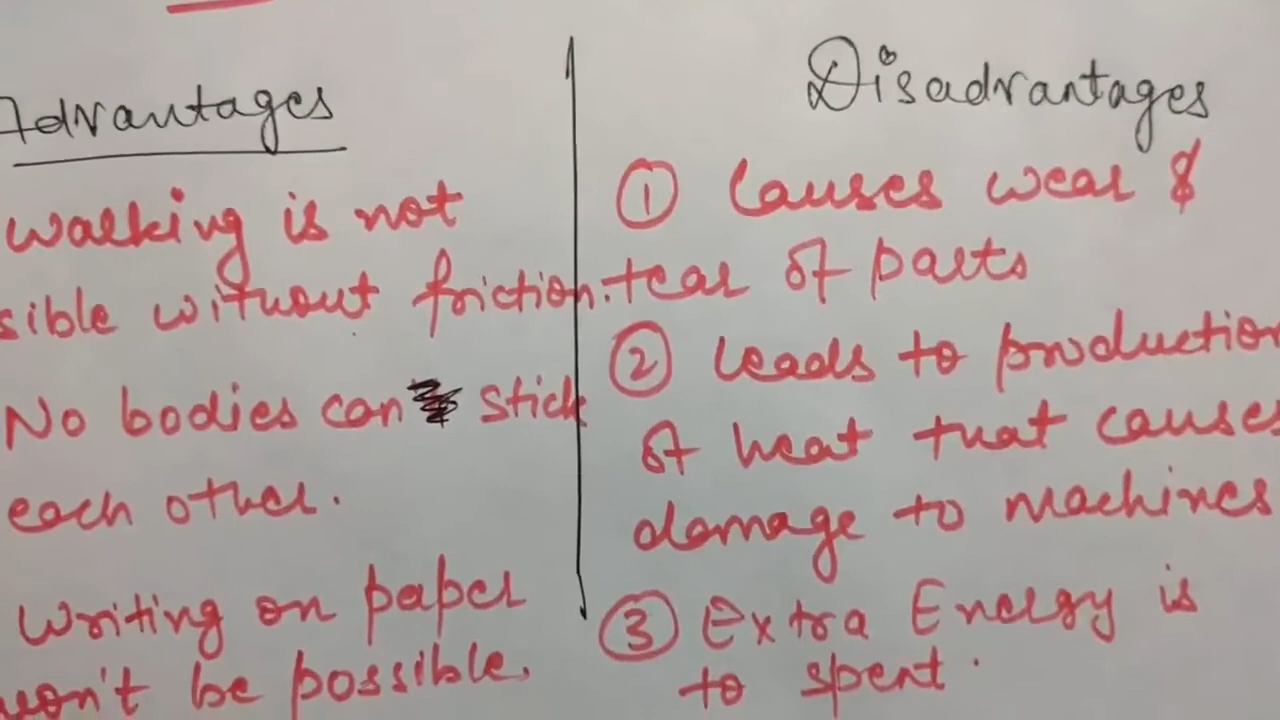 Advantages
walking is not
sible without friction.
No bodies can stick
each other.
Writing on paper
won't be possible.
Disadvantages
① Causes wear &
tear of parts
② Leads to production
of heat that causes
damage to machines
③ Extra Energy is
to spent.